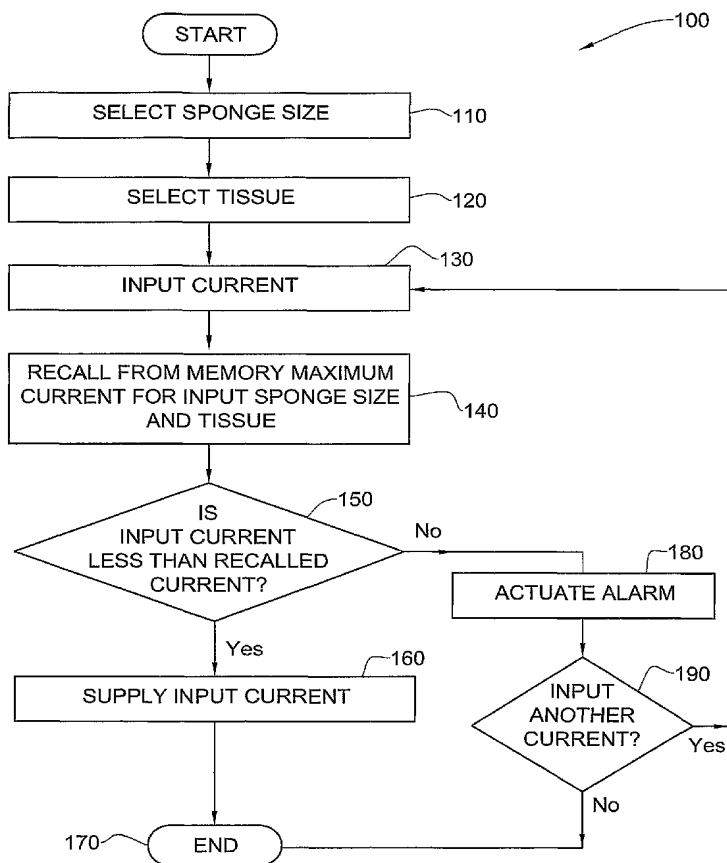 START
100
SELECT SPONGE SIZE
110
SELECT TISSUE
120
130
INPUT CURRENT
RECALL FROM MEMORY MAXIMUM
CURRENT FOR INPUT SPONGE SIZE
AND TISSUE
140
150
IS
INPUT CURRENT
LESS THAN RECALLED
CURRENT?
No
180
ACTUATE ALARM
Yes
160
SUPPLY INPUT CURRENT
190
INPUT
ANOTHER
CURRENT?
Yes
No
170
END